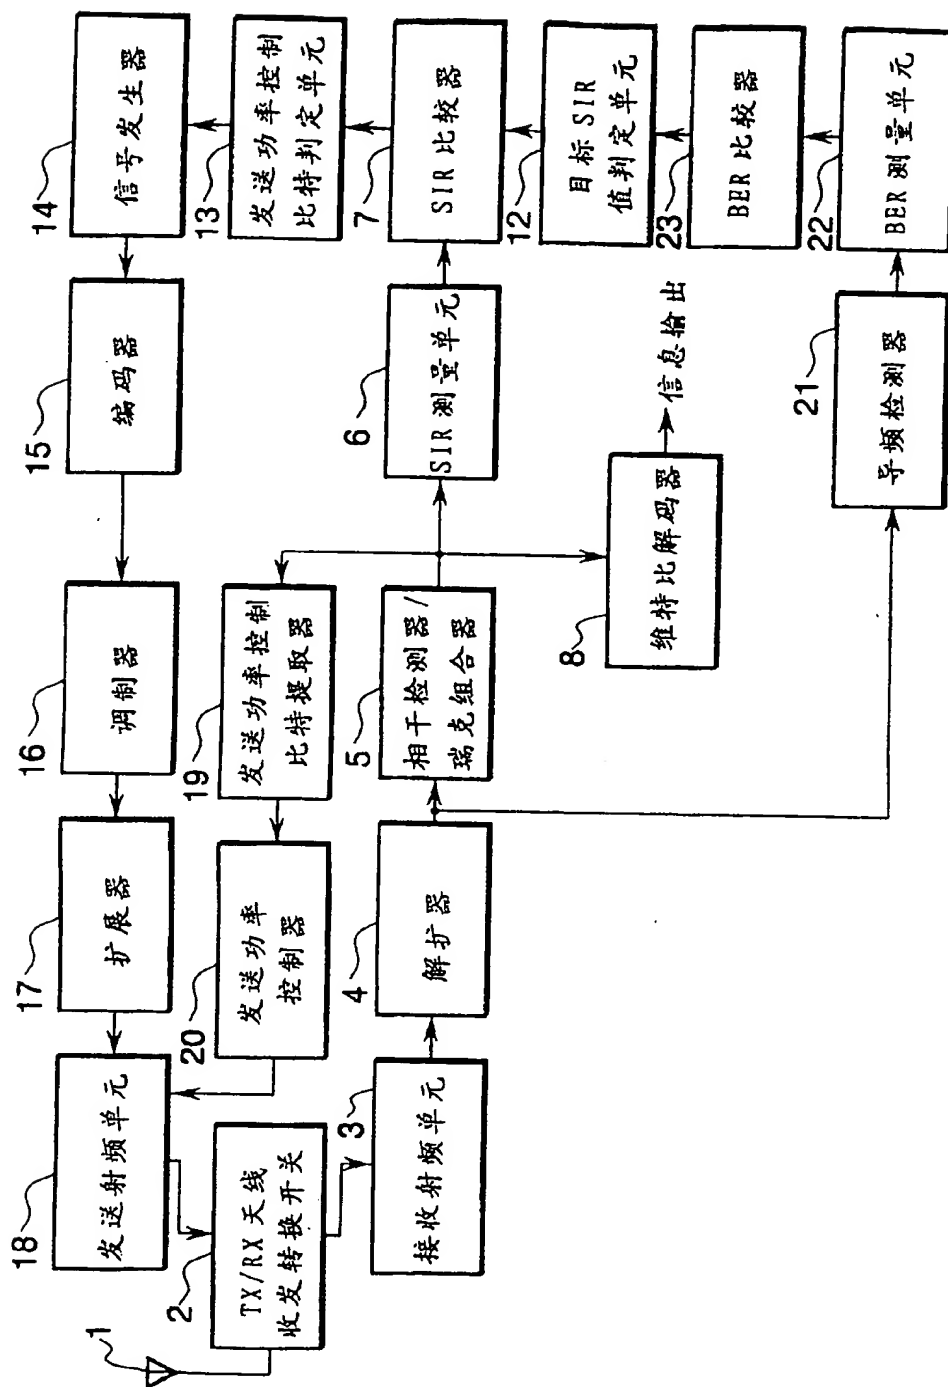 1
TX/RX 天线
收发转换开关
2
发送射频单元
18
扩展器
17
调制器
16
编码器
15
信号发生器
14
发送功率控制
比特判定单元
13
发送功率
控制器
20
发送功率控制
比特提取器
19
接收射频单元
3
解扩器
4
相干检测器/
瑞克组合器
5
SIR 测量单元
6
SIR 比较器
7
目标 SIR
值判定单元
12
维特比解码器
8
信息输出
BER 比较器
23
导频检测器
21
BER 测量单元
22